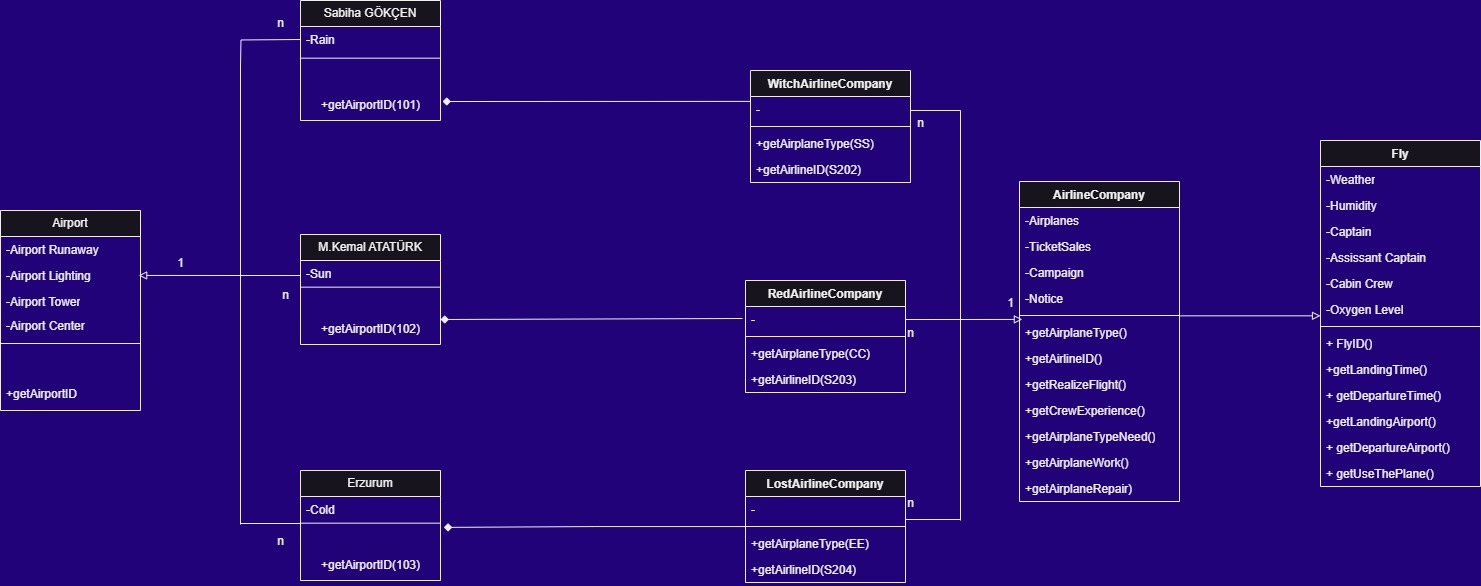 Sabiha GÖKÇEN
-Rain
+getAirportID(101)
n
WitchAirlineCompany
-
+getAirplaneType(SS)
+getAirlineID(S202)
n
Airport
-Airport Runaway
-Airport Lighting
-Airport Tower
-Airport Center
+getAirportID
1
M.Kemal ATATÜRK
-Sun
+getAirportID(102)
n
RedAirlineCompany
-
+getAirplaneType(CC)
+getAirlineID(S203)
n
Erzurum
-Cold
+getAirportID(103)
n
LostAirlineCompany
-
+getAirplaneType(EE)
+getAirlineID(S204)
n
AirlineCompany
-Airplanes
-TicketSales
-Campaign
-Notice
+getAirplaneType()
+getAirlineID()
+getRealizeFlight()
+getCrewExperience()
+getAirplaneTypeNeed()
+getAirplaneWork()
+getAirplaneRepair)
1
Fly
-Weather
-Humidity
-Captain
-Assissant Captain
-Cabin Crew
-Oxygen Level
+ FlyID()
+getLandingTime()
+ getDepartureTime()
+getLandingAirport()
+ getDepartureAirport()
+ getUseThePlane()